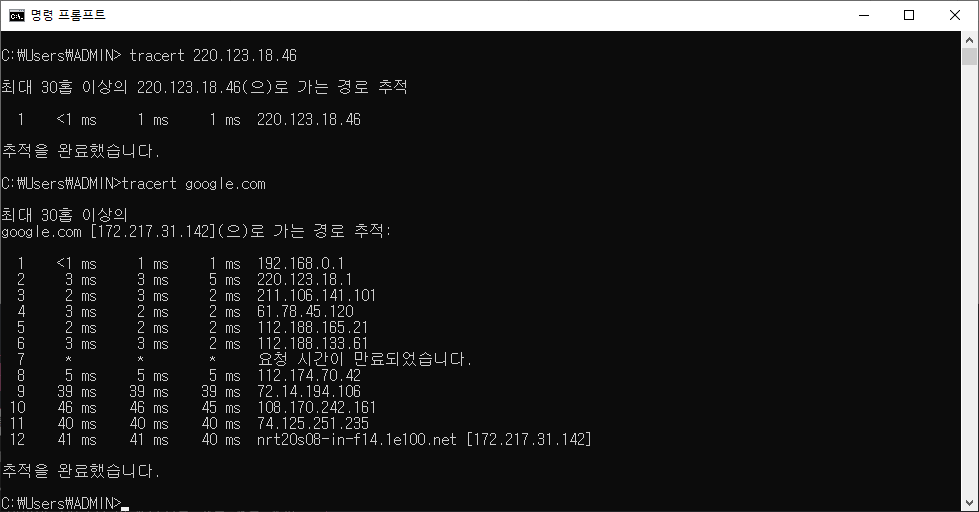 명령 프롬프트
C:₩Users₩ADMIN> tracert 220.123.18.46
최대 30홉 이상의 220.123.18.46(으)로 가는 경로 추적
1 <1 ms 1 ms 1 ms 220.123.18.46
추적을 완료했습니다.
C:₩Users₩ADMIN>tracert google.com
최대 30홉 이상의
google.com [172.217.31.142](으)로 가는 경로 추적:
1 <1 ms 1 ms 1 ms 192.168.0.1
2 3 ms 3 ms 5 ms 220.123.18.1
3 2 ms 3 ms 2 ms 211.106.141.101
4 3 ms 2 ms 2 ms 61.78.45.120
5 2 ms 2 ms 2 ms 112.188.165.21
6 3 ms 3 ms 2 ms 112.188.133.61
7 * * * 요청 시간이 만료되었습니다.
8 5 ms 5 ms 5 ms 112.174.70.42
9 39 ms 39 ms 39 ms 72.14.194.106
10 46 ms 46 ms 45 ms 108.170.242.161
11 40 ms 40 ms 40 ms 74.125.251.235
12 41 ms 41 ms 40 ms nrt20s08-in-f14.1e100.net [172.217.31.142]
추적을 완료했습니다.
C:₩Users₩ADMIN>